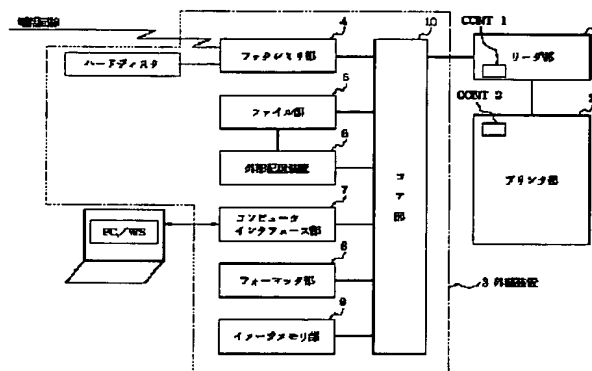 ハードディスク
4
ファクシミリ部
5
ファイル部
6
外部記憶装置
7
コンピュータ
インタフェース部
PC/WS
8
フォーマッタ部
9
イメージメモリ部
10
コア部
CONT 1
リーダ部
CONT 2
プリンタ部
3 外部装置